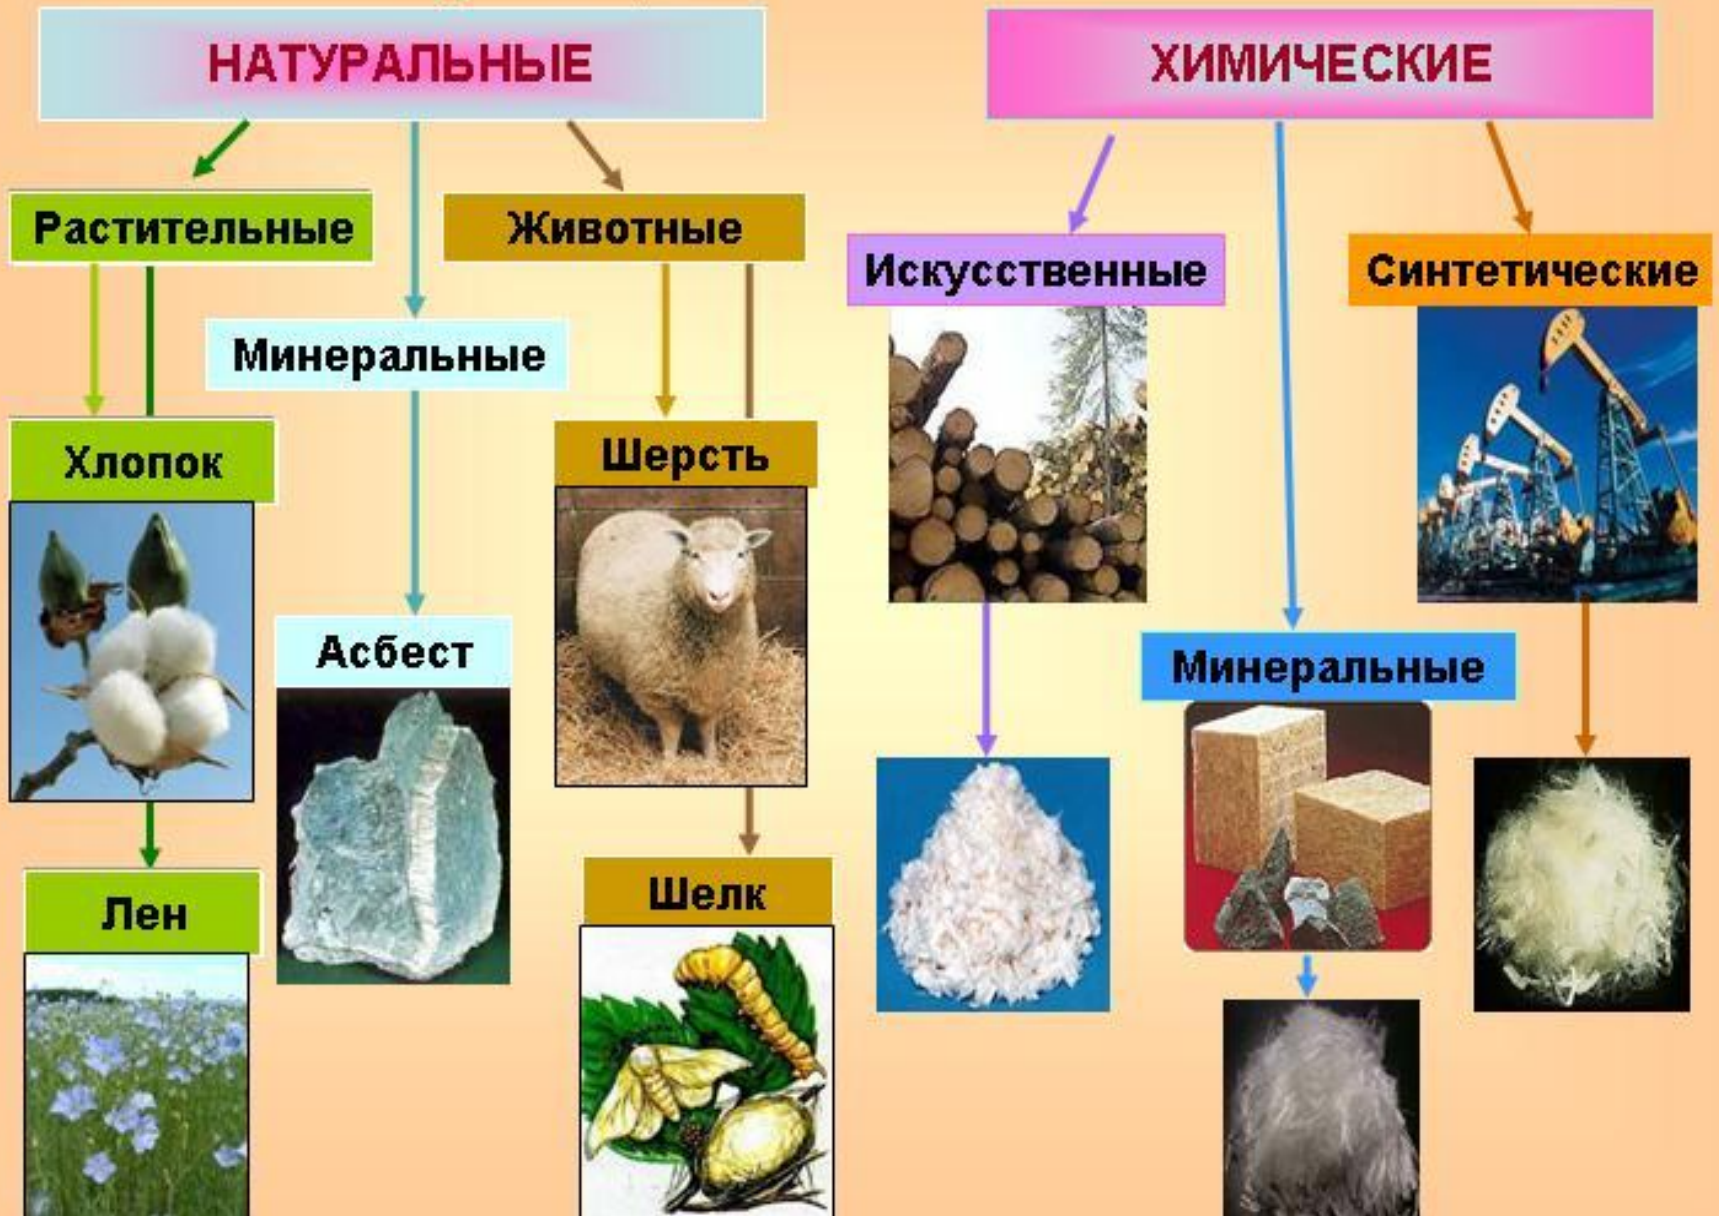 НАТУРАЛЬНЫЕ
ХИМИЧЕСКИЕ
Растительные
Животные
Искусственные
Синтетические
Минеральные
Хлопок
Шерсть
Асбест
Минеральные
Лен
Шелк